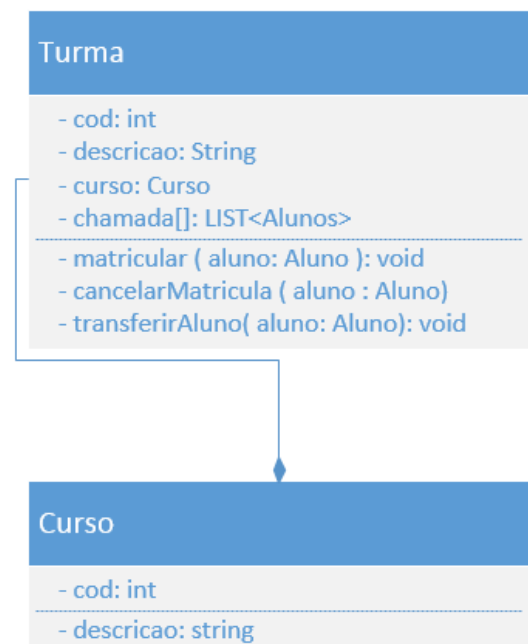 Turma
- cod: int
- descricao: String
- curso: Curso
- chamada[]: LIST<Alunos>
- matricular ( aluno: Aluno ): void
- cancelarMatricula ( aluno : Aluno)
- transferirAluno( aluno: Aluno): void
Curso
- cod: int
- descricao: string